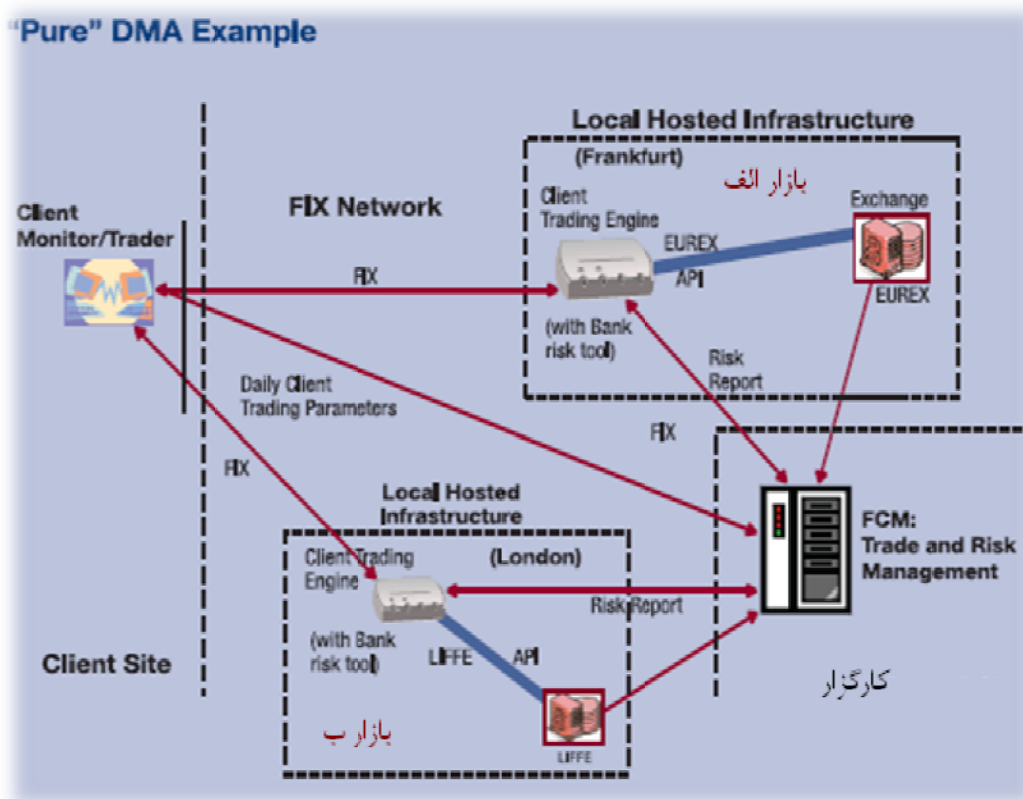 "Pure" DMA Example
Local Hosted Infrastructure
(Frankfurt)
بازار الف
Client
Trading Engine
Exchange
EUREX
API
EUREX
(with Bank
risk tool)
Client
Monitor/Trader
FIX Network
FIX
Risk
Report
Daily Client
Trading Parameters
FIX
FIX
Local Hosted
Infrastructure
Client Trading
Engine
(London)
Risk Report
(with Bank
risk tool)
LIFFE
API
بازار ب
LIFFE
FCM:
Trade and Risk
Management
کارگزار
Client Site